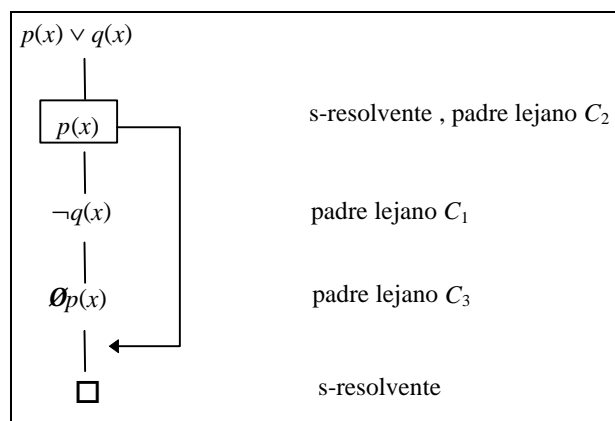 p(x) ∨ q(x)
p(x) s-resolvente , padre lejano C₂
¬q(x) padre lejano C₁
Øp(x) padre lejano C₃
s-resolvente